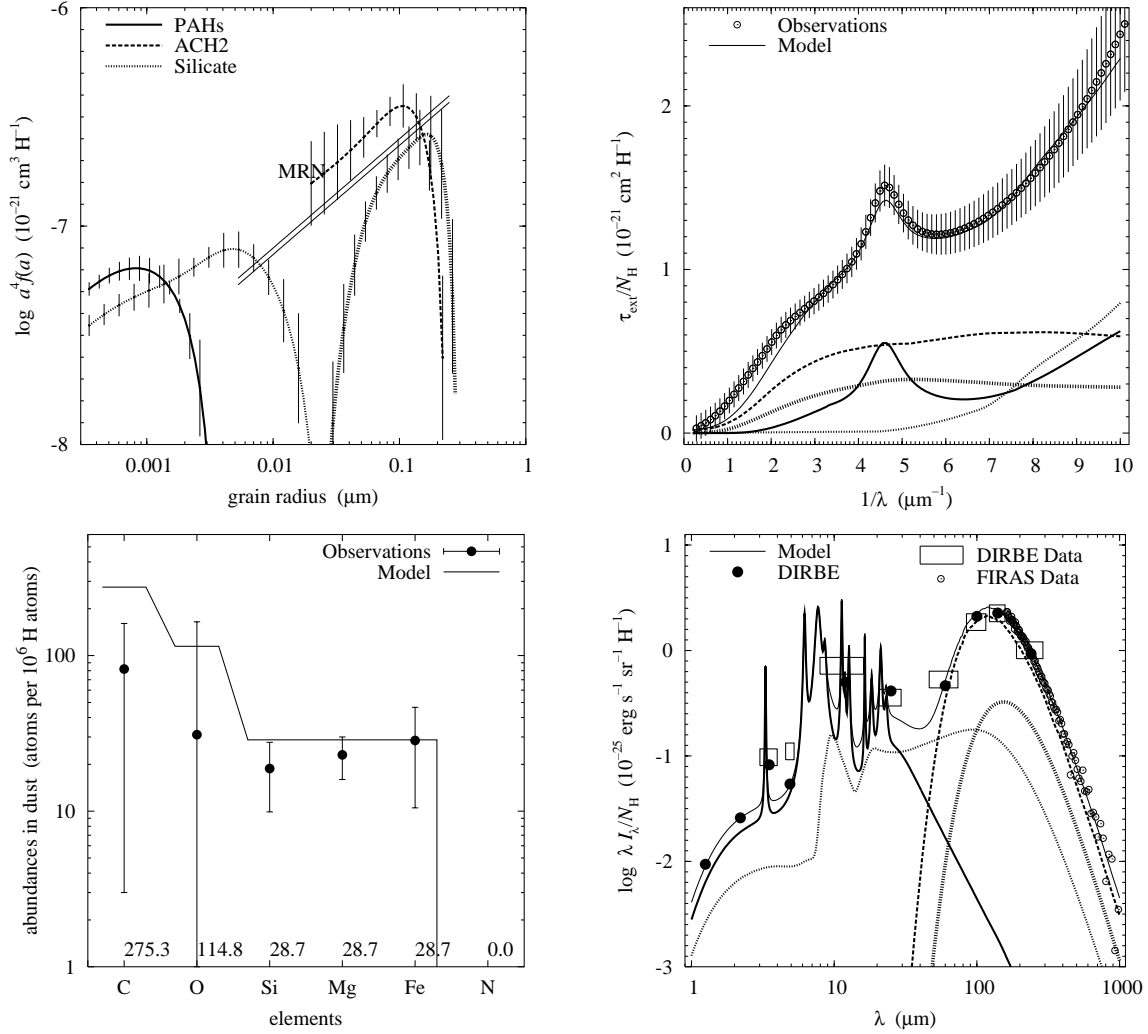 -6
-7
-8
0.001
0.01
0.1
1
log a⁴f(a) (10⁻²¹ cm³ H⁻¹)
grain radius (μm)
PAHs
ACH2
Silicate
MRN
0
1
2
0
1
2
3
4
5
6
7
8
9
10
τext/NH (10⁻²¹ cm² H⁻¹)
1/λ (μm⁻¹)
Observations
Model
1
10
100
C
O
Si
Mg
Fe
N
abundances in dust (atoms per 10⁶ H atoms)
elements
Observations
Model
275.3
114.8
28.7
28.7
28.7
0.0
-3
-2
-1
0
1
1
10
100
1000
log λ Iλ/NH (10⁻²⁵ erg s⁻¹ sr⁻¹ H⁻¹)
λ (μm)
Model
DIRBE
DIRBE Data
FIRAS Data